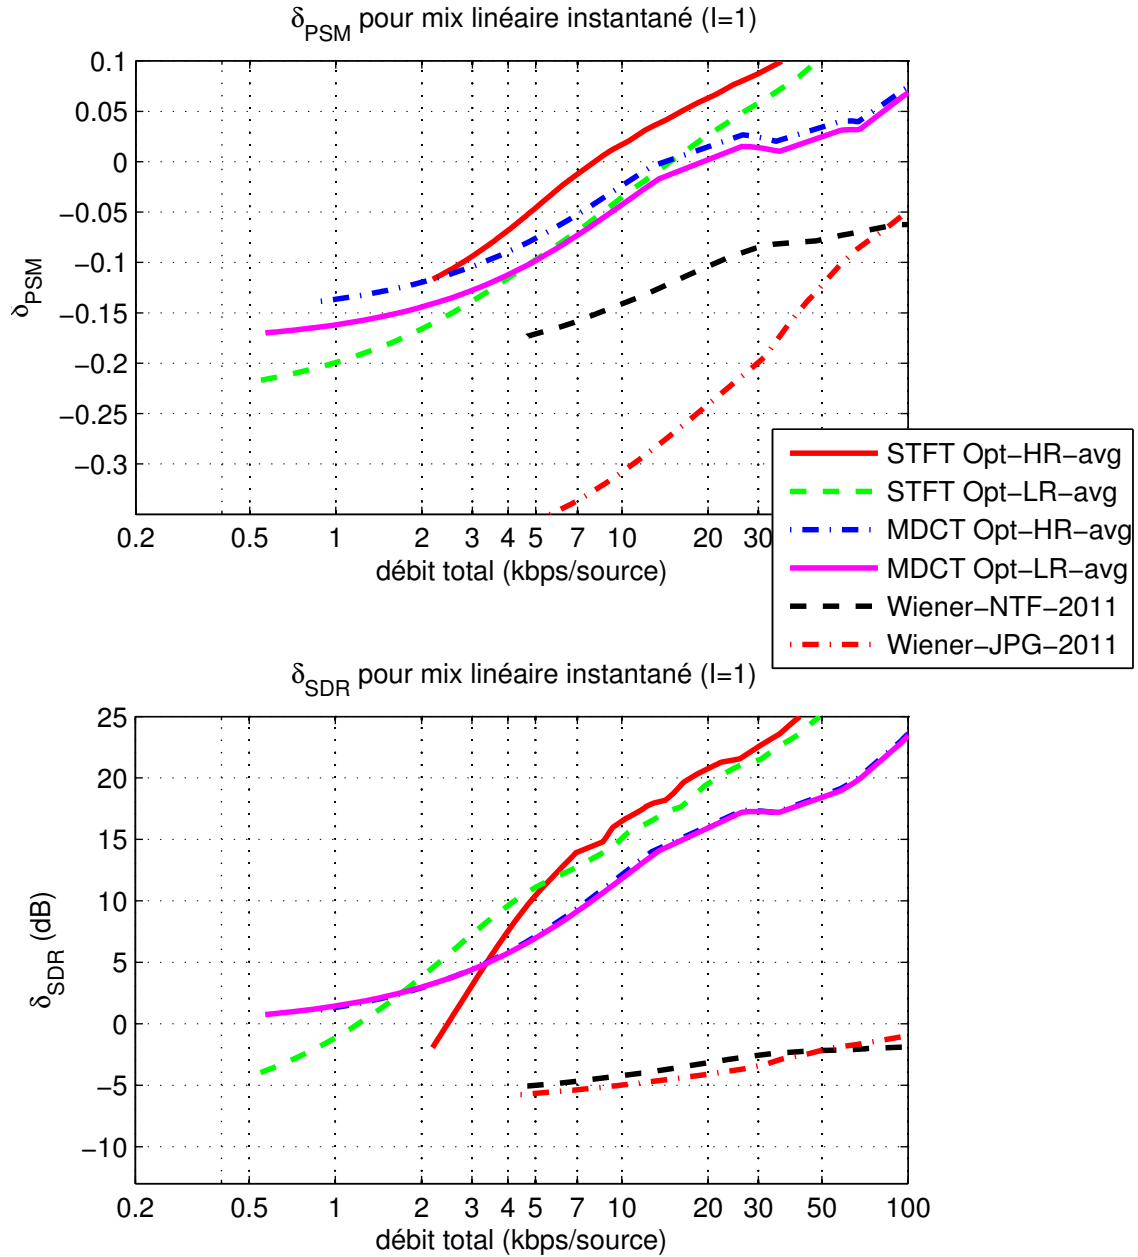 δPSM pour mix linéaire instantané (I=1)
0.1
0.05
0
−0.05
−0.1
−0.15
−0.2
−0.25
−0.3
δPSM
0.2 0.5 1 2 3 4 5 7 10 20 30
débit total (kbps/source)
STFT Opt−HR−avg
STFT Opt−LR−avg
MDCT Opt−HR−avg
MDCT Opt−LR−avg
Wiener−NTF−2011
Wiener−JPG−2011
δSDR pour mix linéaire instantané (I=1)
25
20
15
10
5
0
−5
−10
δSDR (dB)
0.2 0.5 1 2 3 4 5 7 10 20 30 50 100
débit total (kbps/source)